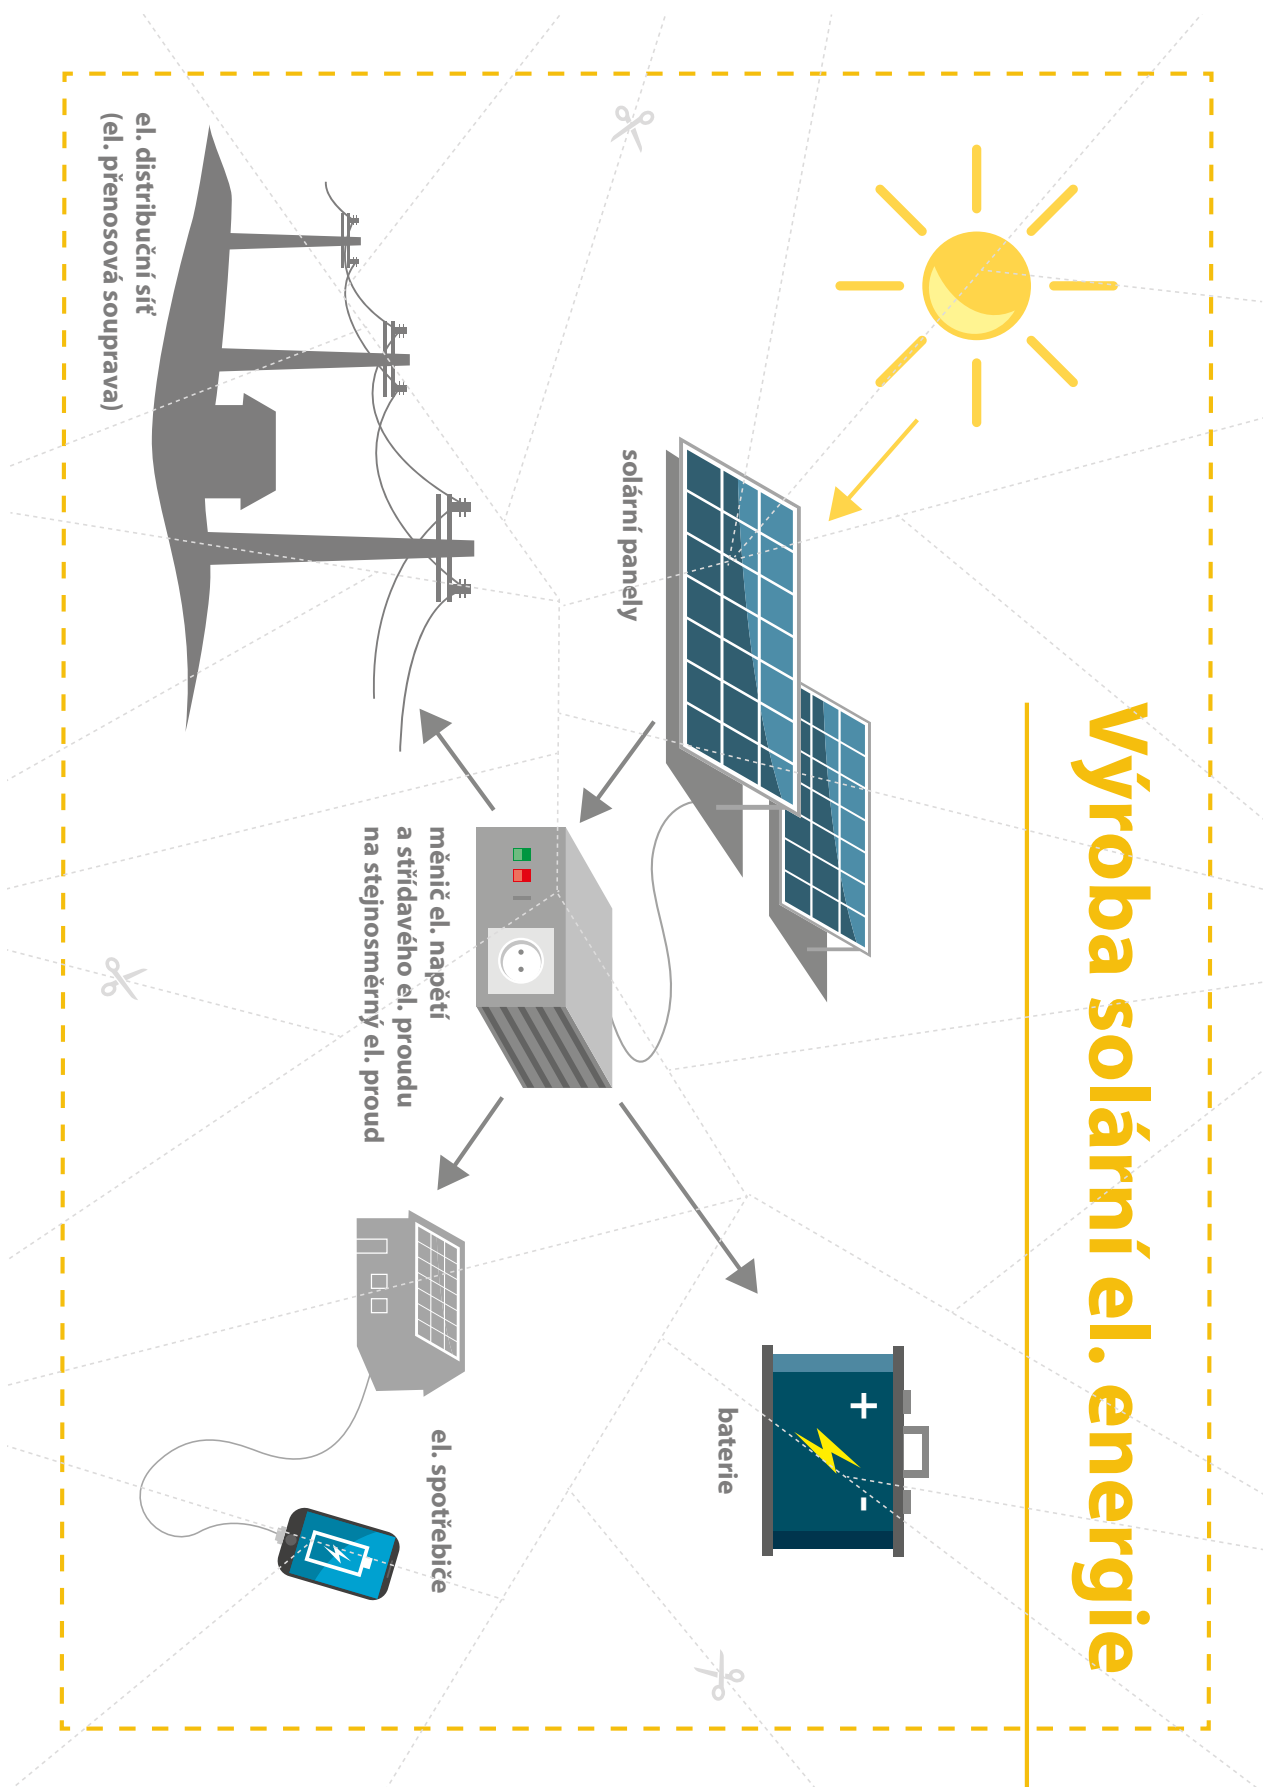 Výroba solární el. energie
solární panely
el. distribuční síť
(el. přenosová souprava)
měnič el. napětí
a střídavého el. proudu
na stejnosměrný el. proud
baterie
+ -
el. spotřebiče